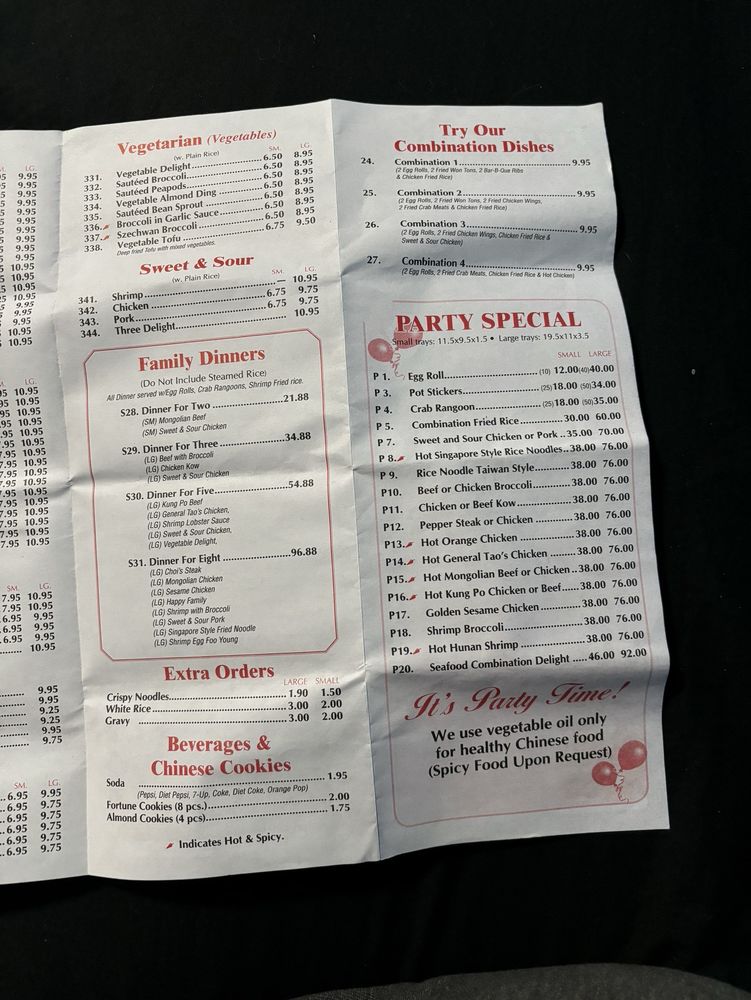 Vegetarian (Vegetables)
(w. Plain Rice)
SM. LG.
331. Vegetable Delight 6.50 8.95
332. Sautéed Broccoli 6.50 8.95
333. Sautéed Peapods 6.50 8.95
334. Vegetable Almond Ding 6.50 8.95
335. Sautéed Bean Sprout 6.50 8.95
336. Broccoli in Garlic Sauce 6.50 8.95
337. Szechwan Broccoli 6.50 8.95
338. Vegetable Tofu 6.75 9.50
Deep fried Tofu with mixed vegetables.
Sweet & Sour
(w. Plain Rice)
SM. LG.
341. Shrimp — 10.95
342. Chicken 6.75 9.75
343. Pork 6.75 9.75
344. Three Delight 10.95
Family Dinners
(Do Not Include Steamed Rice)
All Dinner served w/Egg Rolls, Crab Rangoons, Shrimp Fried rice.
S28. Dinner For Two 21.88
(SM) Mongolian Beef
(SM) Sweet & Sour Chicken
S29. Dinner For Three 34.88
(LG) Beef with Broccoli
(LG) Chicken Kow
(LG) Sweet & Sour Chicken
S30. Dinner For Five 54.88
(LG) Kung Po Beef
(LG) General Tao's Chicken,
(LG) Shrimp Lobster Sauce
(LG) Sweet & Sour Chicken,
(LG) Vegetable Delight,
S31. Dinner For Eight 96.88
(LG) Choi's Steak
(LG) Mongolian Chicken
(LG) Sesame Chicken
(LG) Happy Family
(LG) Shrimp with Broccoli
(LG) Sweet & Sour Pork
(LG) Singapore Style Fried Noodle
(LG) Shrimp Egg Foo Young
Extra Orders
LARGE SMALL
Crispy Noodles 1.90 1.50
White Rice 3.00 2.00
Gravy 3.00 2.00
Beverages &
Chinese Cookies
Soda 1.95
(Pepsi, Diet Pepsi, 7-Up, Coke, Diet Coke, Orange Pop)
Fortune Cookies (8 pcs.) 2.00
Almond Cookies (4 pcs) 1.75
Indicates Hot & Spicy.
Try Our
Combination Dishes
24. Combination 1 9.95
(2 Egg Rolls, 2 Fried Won Tons, 2 Bar-B-Que Ribs
& Chicken Fried Rice)
25. Combination 2 9.95
(2 Egg Rolls, 2 Fried Won Tons, 2 Fried Chicken Wings,
2 Fried Crab Meats & Chicken Fried Rice)
26. Combination 3 9.95
(2 Egg Rolls, 2 Fried Chicken Wings, Chicken Fried Rice &
Sweet & Sour Chicken)
27. Combination 4 9.95
(2 Egg Rolls, 2 Fried Crab Meats, Chicken Fried Rice & Hot Chicken)
PARTY SPECIAL
Small trays: 11.5x9.5x1.5 • Large trays: 19.5x11x3.5
SMALL LARGE
P 1. Egg Roll (10) 12.00 (40) 40.00
P 3. Pot Stickers (25) 18.00 (50) 34.00
P 4. Crab Rangoon (25) 18.00 (50) 35.00
P 5. Combination Fried Rice 30.00 60.00
P 7. Sweet and Sour Chicken or Pork 35.00 70.00
P 8. Hot Singapore Style Rice Noodles 38.00 76.00
P 9. Rice Noodle Taiwan Style 38.00 76.00
P10. Beef or Chicken Broccoli 38.00 76.00
P11. Chicken or Beef Kow 38.00 76.00
P12. Pepper Steak or Chicken 38.00 76.00
P13. Hot Orange Chicken 38.00 76.00
P14. Hot General Tao's Chicken 38.00 76.00
P15. Hot Mongolian Beef or Chicken 38.00 76.00
P16. Hot Kung Po Chicken or Beef 38.00 76.00
P17. Golden Sesame Chicken 38.00 76.00
P18. Shrimp Broccoli 38.00 76.00
P19. Hot Hunan Shrimp 38.00 76.00
P20. Seafood Combination Delight 46.00 92.00
It's Party Time!
We use vegetable oil only
for healthy Chinese food
(Spicy Food Upon Request)